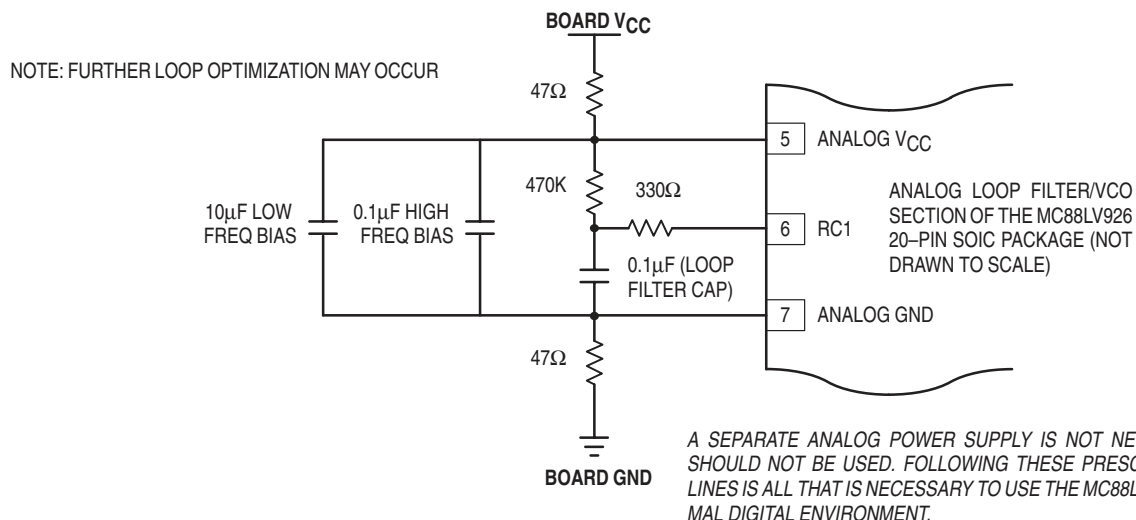 BOARD VCC
NOTE: FURTHER LOOP OPTIMIZATION MAY OCCUR
47Ω
5 ANALOG VCC
470K
330Ω
10µF LOW
FREQ BIAS
0.1µF HIGH
FREQ BIAS
6 RC1
ANALOG LOOP FILTER/VCO
SECTION OF THE MC88LV926
20–PIN SOIC PACKAGE (NOT
DRAWN TO SCALE)
0.1µF (LOOP
FILTER CAP)
7 ANALOG GND
47Ω
BOARD GND
A SEPARATE ANALOG POWER SUPPLY IS NOT NE
SHOULD NOT BE USED. FOLLOWING THESE PRESC
LINES IS ALL THAT IS NECESSARY TO USE THE MC88L
MAL DIGITAL ENVIRONMENT.